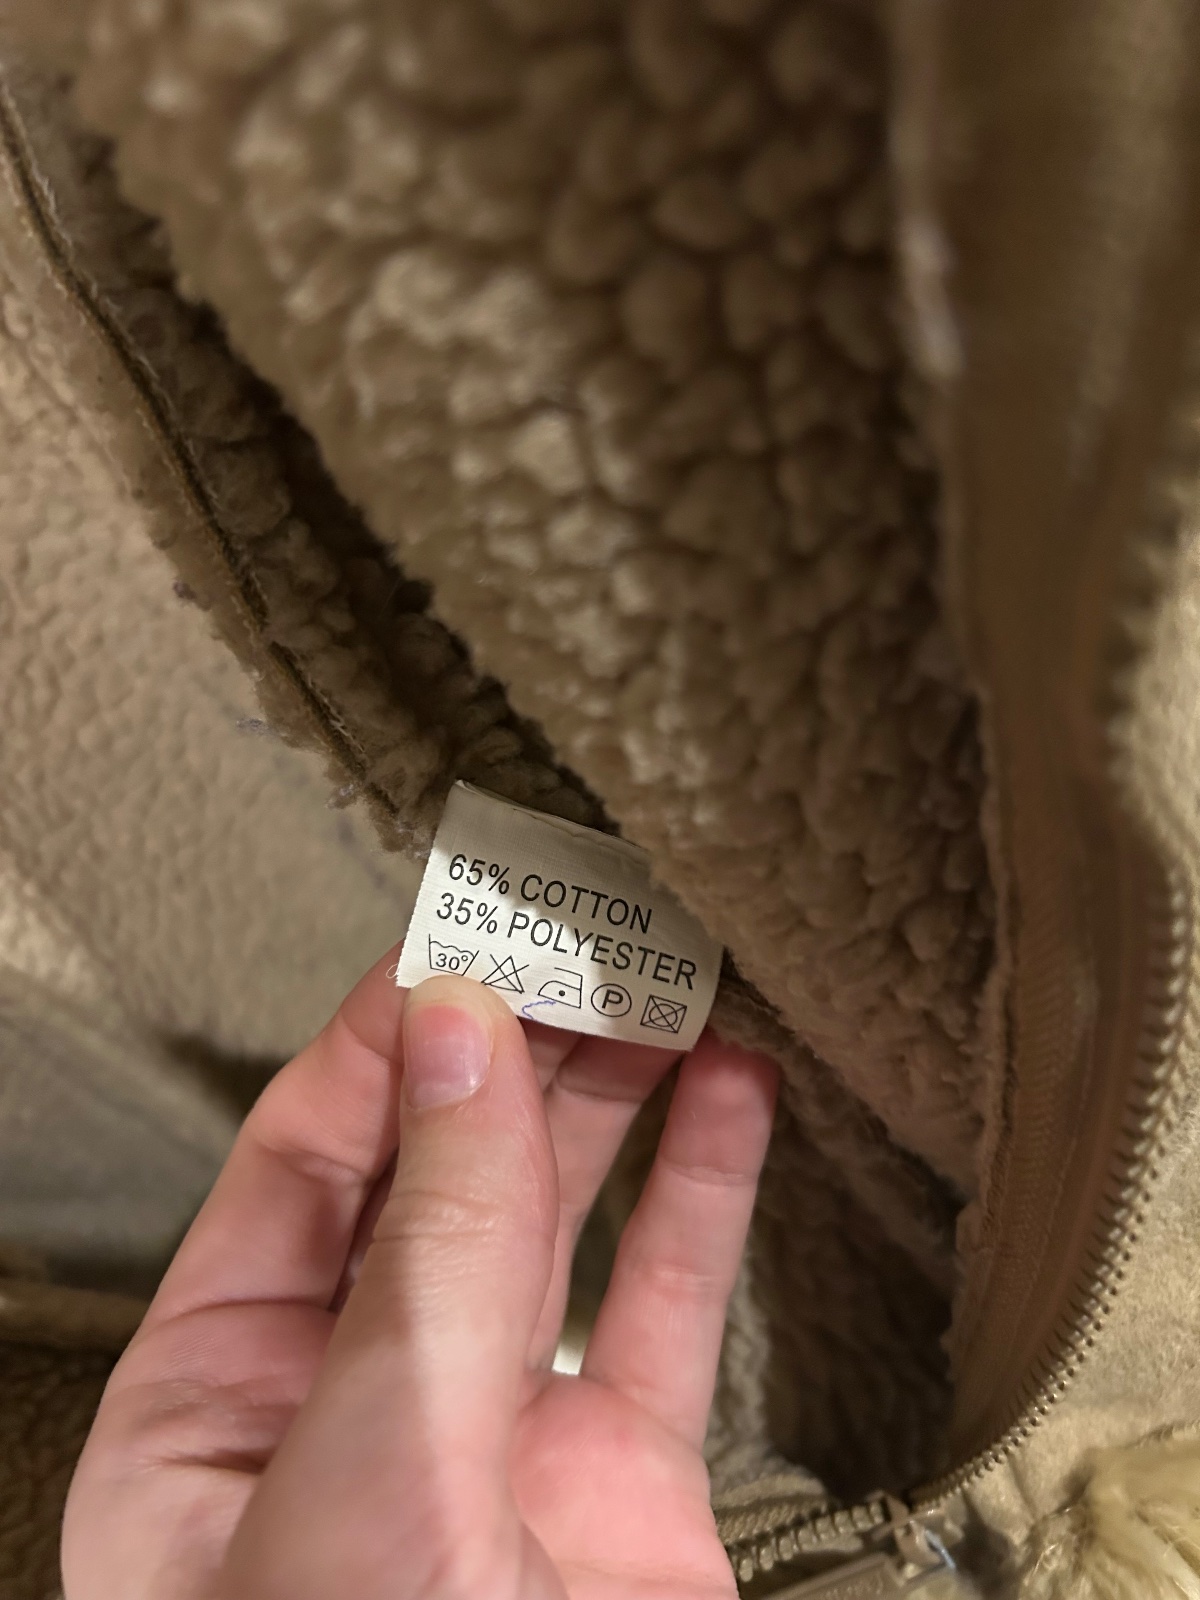 65% COTTON
35% POLYESTER
30° P